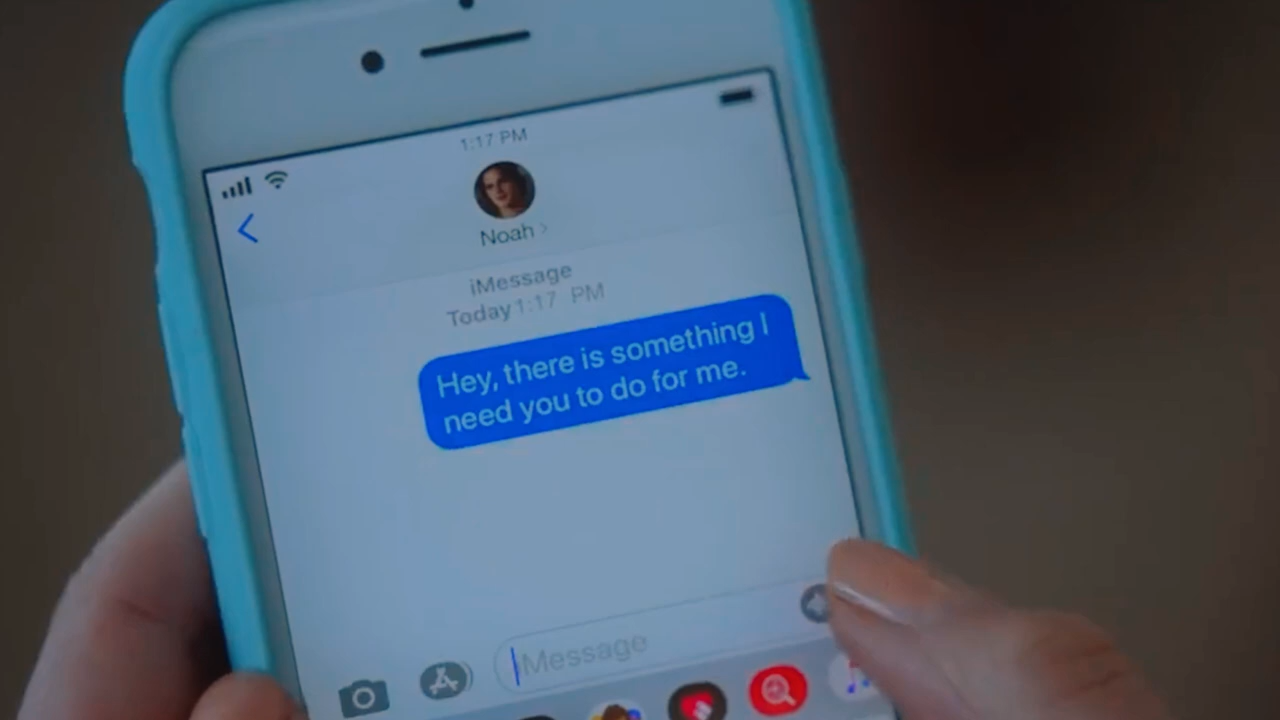 1:17 PM
Noah
iMessage
Today 1:17 PM
Hey, there is something I
need you to do for me.
iMessage